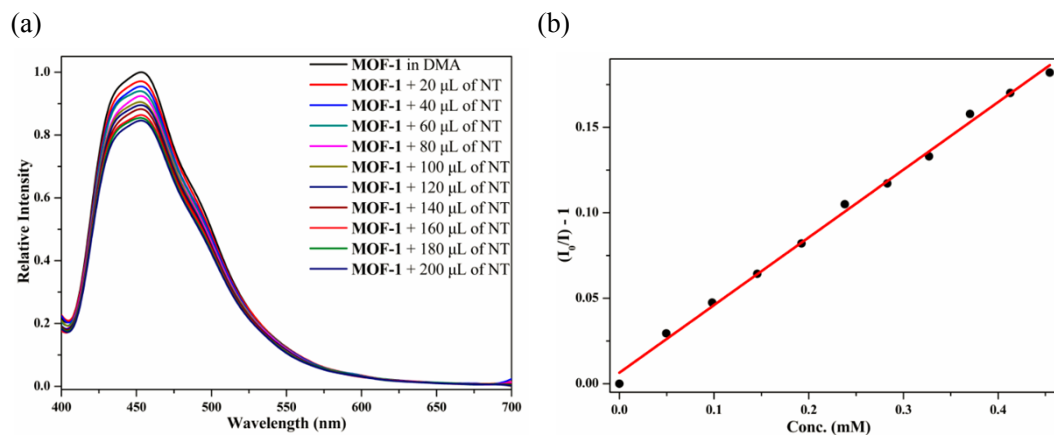 (a)
(b)
MOF-1 in DMA
MOF-1 + 20 μL of NT
MOF-1 + 40 μL of NT
MOF-1 + 60 μL of NT
MOF-1 + 80 μL of NT
MOF-1 + 100 μL of NT
MOF-1 + 120 μL of NT
MOF-1 + 140 μL of NT
MOF-1 + 160 μL of NT
MOF-1 + 180 μL of NT
MOF-1 + 200 μL of NT
Relative Intensity
1.0
0.8
0.6
0.4
0.2
0.0
400 450 500 550 600 650 700
Wavelength (nm)
(I₀/I) - 1
0.15
0.10
0.05
0.00
0.0 0.1 0.2 0.3 0.4
Conc. (mM)